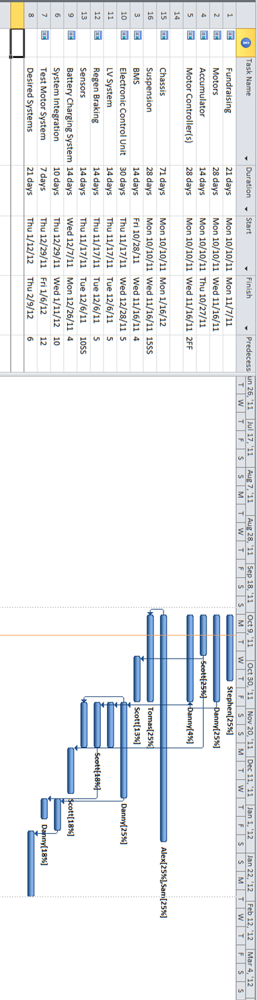 Task Name Duration Start Finish Predecess
1 Fundraising 21 days Mon 10/10/11 Mon 11/7/11
2 Motors 28 days Mon 10/10/11 Wed 11/16/11
4 Accumulator 14 days Mon 10/10/11 Thu 10/27/11
5 Motor Controller(s) 28 days Mon 10/10/11 Wed 11/16/11 2FF
14
15 Chassis 71 days Mon 10/10/11 Mon 1/16/12
16 Suspension 28 days Mon 10/10/11 Wed 11/16/11 15SS
3 BMS 14 days Fri 10/28/11 Wed 11/16/11 4
10 Electronic Control Unit 30 days Thu 11/17/11 Wed 12/28/11 5
11 LV System 14 days Thu 11/17/11 Tue 12/6/11 5
12 Regen Braking 14 days Thu 11/17/11 Tue 12/6/11 5
13 Sensors 14 days Thu 11/17/11 Tue 12/6/11 10SS
9 Battery Charging System 14 days Wed 12/7/11 Mon 12/26/11 4
6 System Integration 10 days Thu 12/29/11 Wed 1/11/12 10
7 Test Motor System 7 days Thu 12/29/11 Fri 1/6/12 12
8 Desired Systems 21 days Thu 1/12/12 Thu 2/9/12 6
un 26, '11 Jul 17, '11 Aug 7, '11 Aug 28, '11 Sep 18, '11 Oct 9, '11 Oct 30, '11 Nov 20, '11 Dec 11, '11 Jan 1, '12 Jan 22, '12 Feb 12, '12 Mar 4, '12
T W T F S S M T W T F S S M T W T F S S M T W T F S S M T W T F S S
Stephen[25%]
Danny[25%]
Scott[25%]
Danny[4%]
Alex[25%],Sam[25%]
Tomas[25%]
Scott[13%]
Danny[25%]
Scott[18%]
Scott[18%]
Danny[18%]